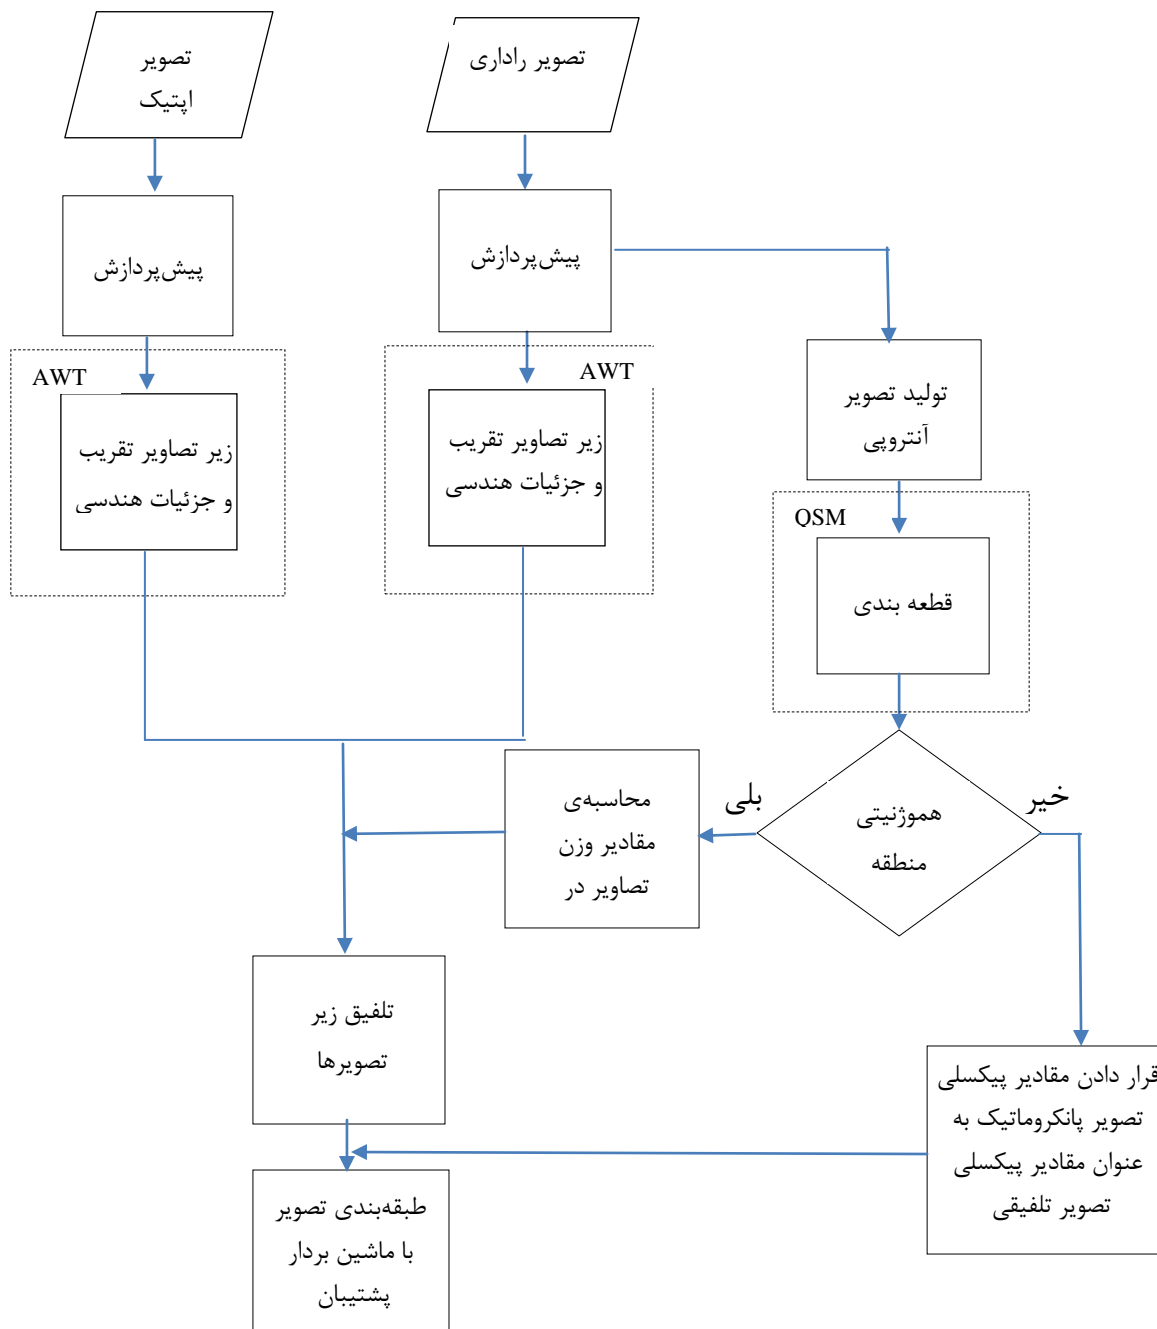 تصویر
اپتیک
تصویر راداری
پیش‌پردازش
پیش‌پردازش
AWT
زیر تصاویر تقریب
و جزئیات هندسی
AWT
زیر تصاویر تقریب
و جزئیات هندسی
تولید تصویر
آنتروپی
QSM
قطعه بندی
هموژنیتی
منطقه
بلی
خیر
محاسبه‌ی
مقادیر وزن
تصاویر در
تلفیق زیر
تصویرها
قرار دادن مقادیر پیکسلی
تصویر پانکروماتیک به
عنوان مقادیر پیکسلی
تصویر تلفیقی
طبقه‌بندی تصویر
با ماشین بردار
پشتیبان